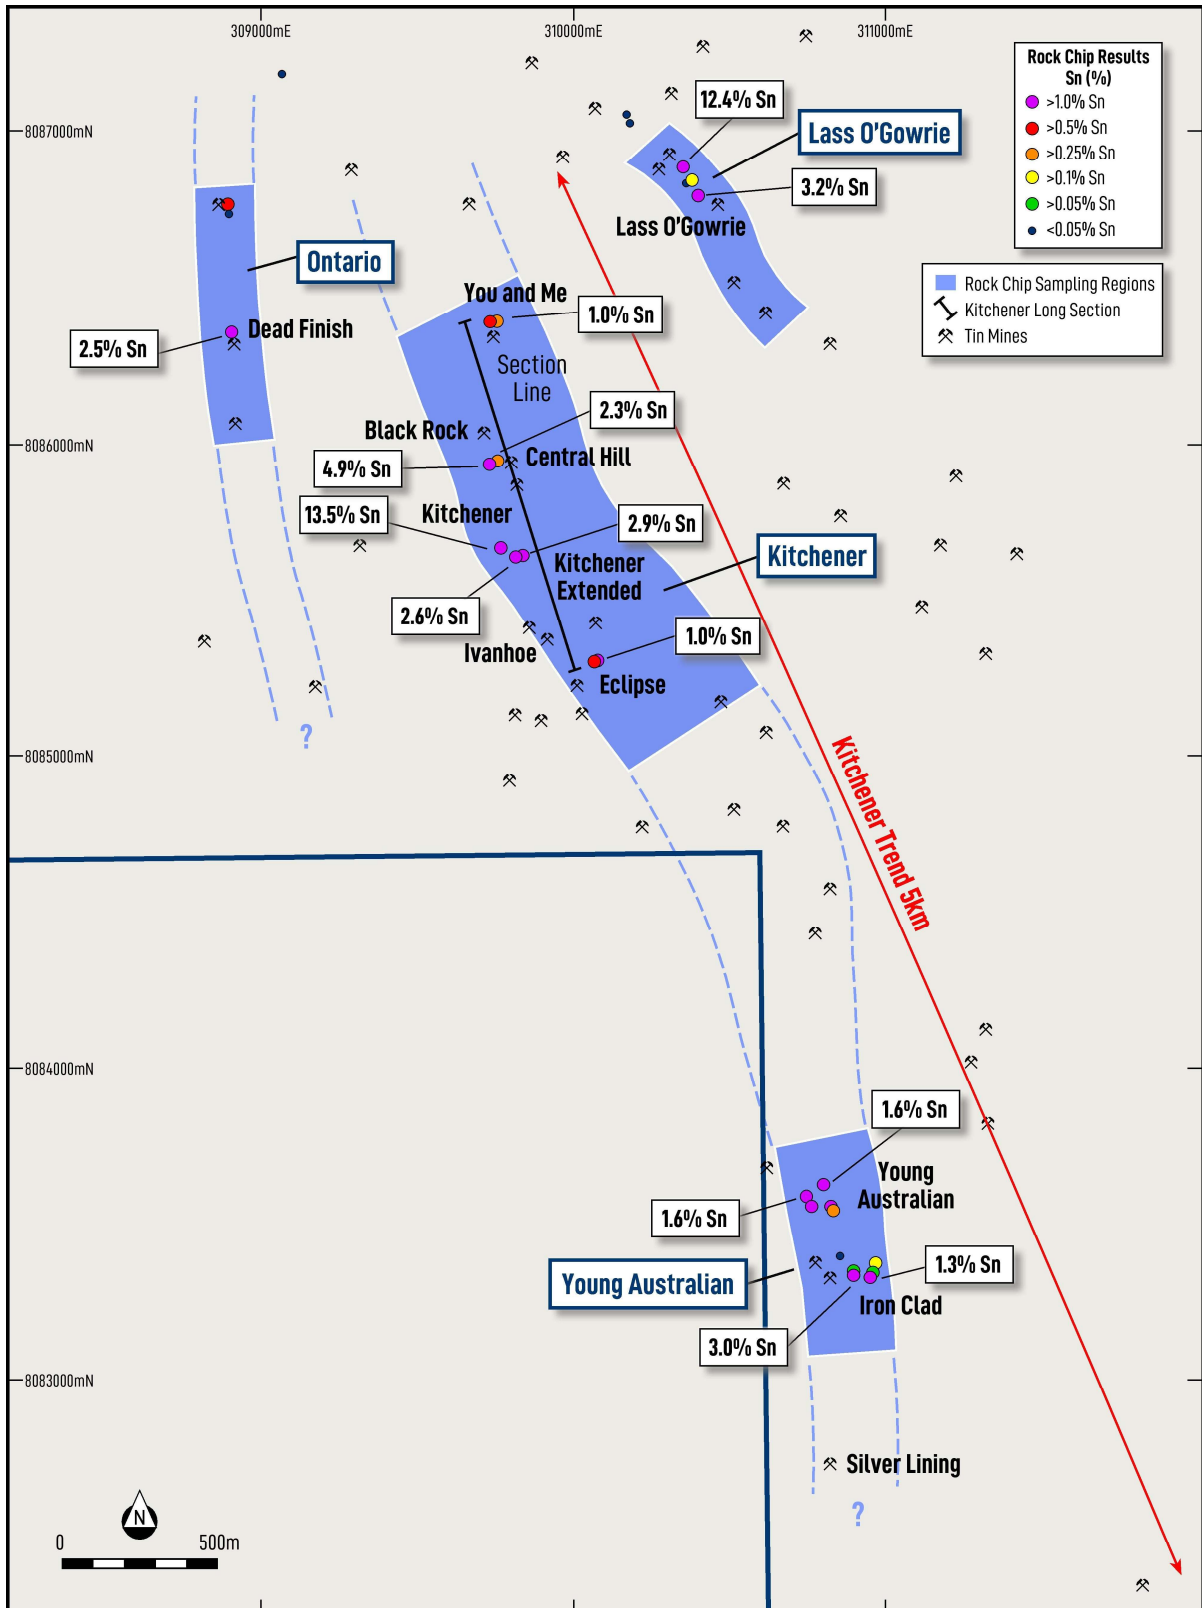 309000mE
310000mE
311000mE
Rock Chip Results
Sn (%)
>1.0% Sn
>0.5% Sn
>0.25% Sn
>0.1% Sn
>0.05% Sn
<0.05% Sn
12.4% Sn
8087000mN
Lass O'Gowrie
3.2% Sn
Lass O'Gowrie
Ontario
Rock Chip Sampling Regions
Kitchener Long Section
Tin Mines
You and Me
1.0% Sn
Dead Finish
2.5% Sn
Section
Line
2.3% Sn
Black Rock
8086000mN
Central Hill
4.9% Sn
13.5% Sn
Kitchener
2.9% Sn
Kitchener
Kitchener
Extended
2.6% Sn
1.0% Sn
Ivanhoe
Eclipse
?
8085000mN
Kitchener Trend 5km
8084000mN
1.6% Sn
Young
Australian
1.6% Sn
1.3% Sn
Young Australian
Iron Clad
3.0% Sn
8083000mN
Silver Lining
?
N
0
500m